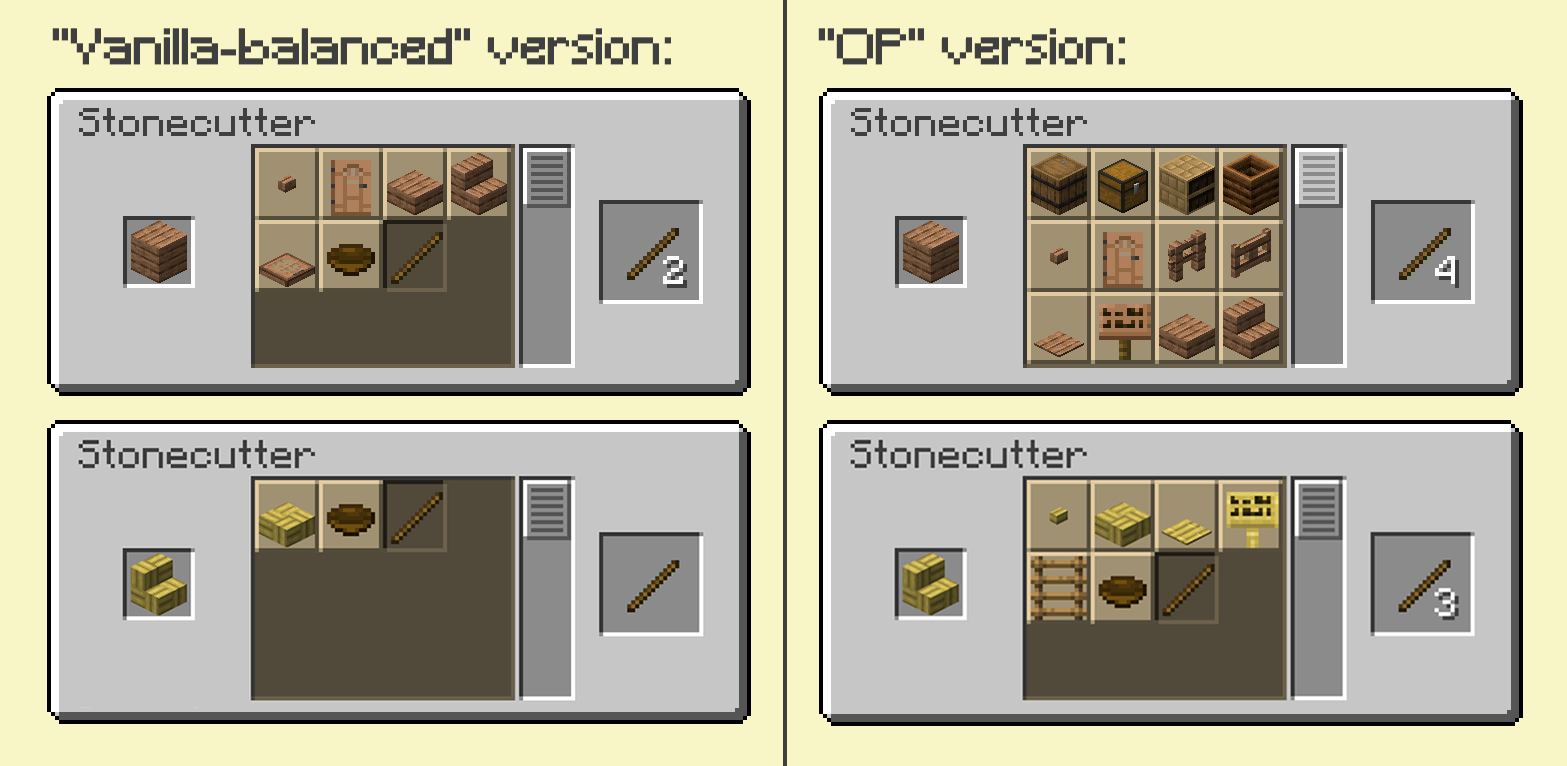 "Vanilla-balanced" version:
Stonecutter
2
Stonecutter
"OP" version:
Stonecutter
4
Stonecutter
3